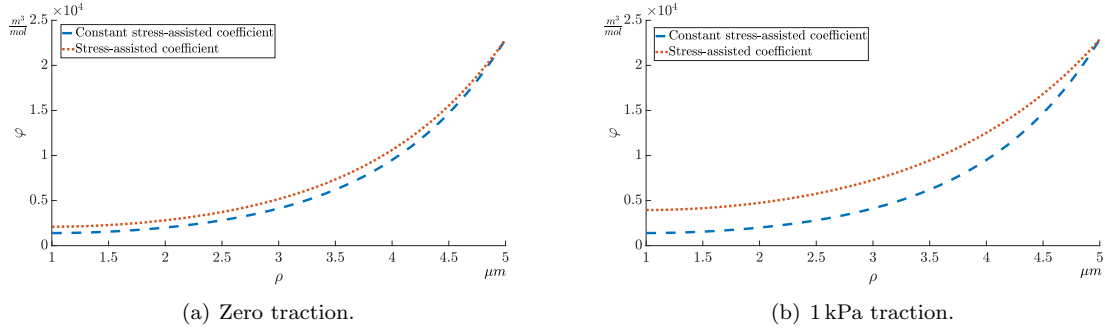 m³/mol
×10⁴
2.5
2
1.5
1
0.5
0
φ
Constant stress-assisted coefficient
Stress-assisted coefficient
1 1.5 2 2.5 3 3.5 4 4.5 5
ρ
μm
(a) Zero traction.
m³/mol
×10⁴
2.5
2
1.5
1
0.5
0
φ
Constant stress-assisted coefficient
Stress-assisted coefficient
1 1.5 2 2.5 3 3.5 4 4.5 5
ρ
μm
(b) 1 kPa traction.